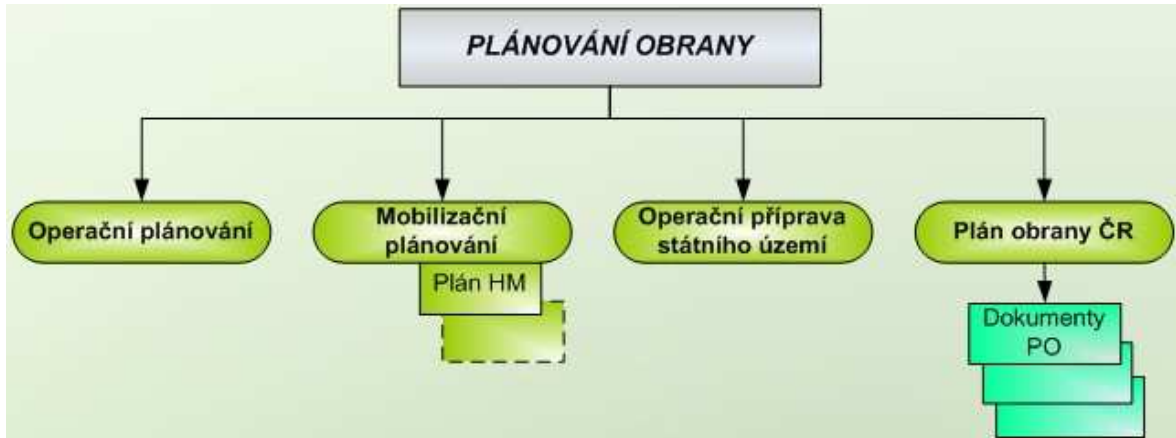 PLÁNOVÁNÍ OBRANY
Operační plánování
Mobilizační
plánování
Plán HM
Operační příprava
státního území
Plán obrany ČR
Dokumenty
PO